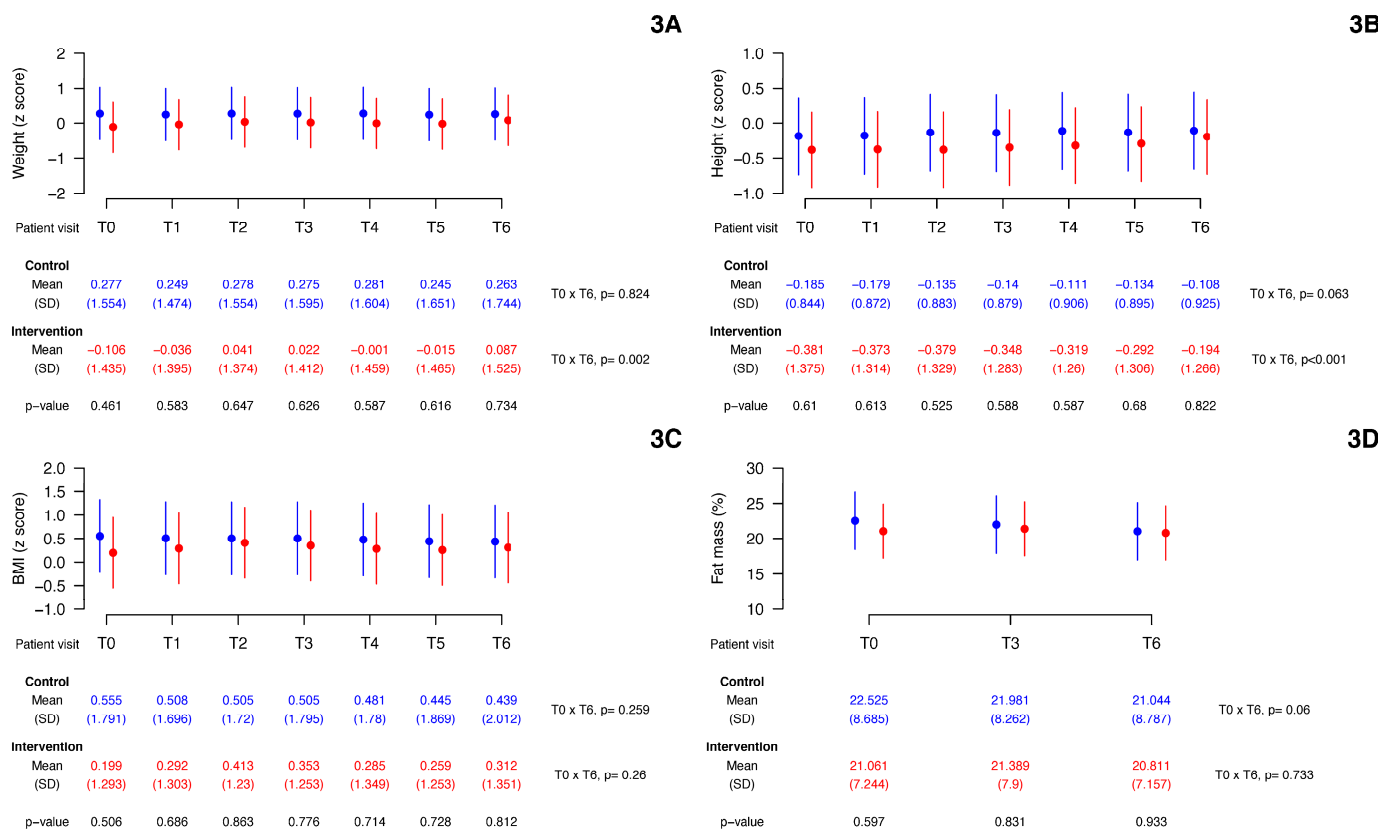 3A
Weight (z score)
2
1
0
−1
−2
Patient visit T0 T1 T2 T3 T4 T5 T6
Control
Mean 0.277 0.249 0.278 0.275 0.281 0.245 0.263
(SD) (1.554) (1.474) (1.554) (1.595) (1.604) (1.651) (1.744)
T0 x T6, p= 0.824
Intervention
Mean −0.106 −0.036 0.041 0.022 −0.001 −0.015 0.087
(SD) (1.435) (1.395) (1.374) (1.412) (1.459) (1.465) (1.525)
T0 x T6, p= 0.002
p−value 0.461 0.583 0.647 0.626 0.587 0.616 0.734
3B
Height (z score)
1.0
0.5
0.0
−0.5
−1.0
Patient visit T0 T1 T2 T3 T4 T5 T6
Control
Mean −0.185 −0.179 −0.135 −0.14 −0.111 −0.134 −0.108
(SD) (0.844) (0.872) (0.883) (0.879) (0.906) (0.895) (0.925)
T0 x T6, p= 0.063
Intervention
Mean −0.381 −0.373 −0.379 −0.348 −0.319 −0.292 −0.194
(SD) (1.375) (1.314) (1.329) (1.283) (1.26) (1.306) (1.266)
T0 x T6, p<0.001
p−value 0.61 0.613 0.525 0.588 0.587 0.68 0.822
3C
BMI (z score)
2.0
1.5
1.0
0.5
0.0
−0.5
−1.0
Patient visit T0 T1 T2 T3 T4 T5 T6
Control
Mean 0.555 0.508 0.505 0.505 0.481 0.445 0.439
(SD) (1.791) (1.696) (1.72) (1.795) (1.78) (1.869) (2.012)
T0 x T6, p= 0.259
Intervention
Mean 0.199 0.292 0.413 0.353 0.285 0.259 0.312
(SD) (1.293) (1.303) (1.23) (1.253) (1.349) (1.253) (1.351)
T0 x T6, p= 0.26
p−value 0.506 0.686 0.863 0.776 0.714 0.728 0.812
3D
Fat mass (%)
30
25
20
15
10
Patient visit T0 T3 T6
Control
Mean 22.525 21.981 21.044
(SD) (8.685) (8.262) (8.787)
T0 x T6, p= 0.06
Intervention
Mean 21.061 21.389 20.811
(SD) (7.244) (7.9) (7.157)
T0 x T6, p= 0.733
p−value 0.597 0.831 0.933